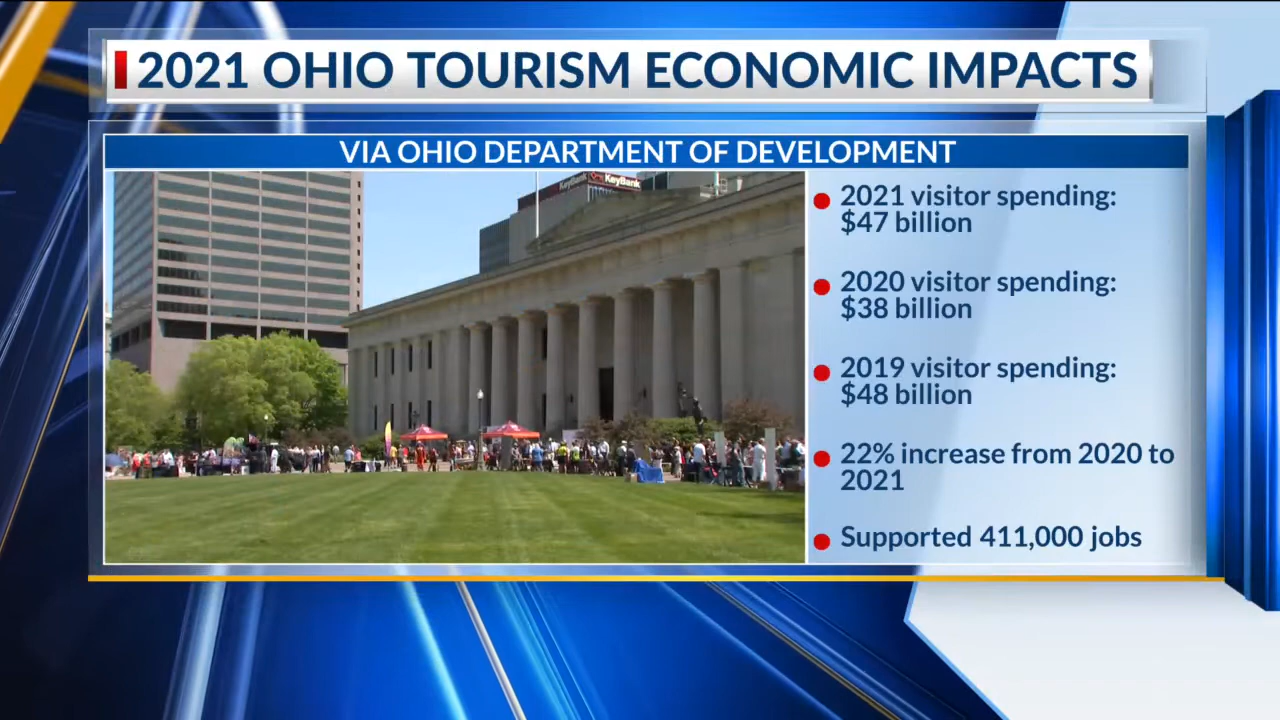 2021 OHIO TOURISM ECONOMIC IMPACTS
VIA OHIO DEPARTMENT OF DEVELOPMENT
KeyBank
KeyBank
2021 visitor spending:
$47 billion
2020 visitor spending:
$38 billion
2019 visitor spending:
$48 billion
22% increase from 2020 to
2021
Supported 411,000 jobs